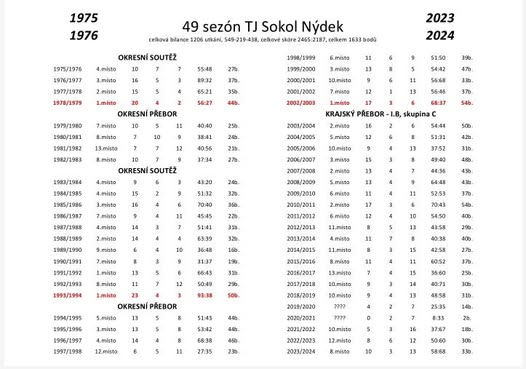 1975
1976
49 sezón TJ Sokol Nýdek
2023
2024
celková bilance 1206 utkání, 549-219-438, celkové skóre 2465:2187, celkem 1633 bodů
OKRESNÍ SOUTĚŽ
1975/1976 4.místo 10 7 7 55:48 27b.
1976/1977 3.místo 16 5 3 89:32 37b.
1977/1978 2.místo 15 5 4 65:21 35b.
1978/1979 1.místo 20 4 2 56:27 44b.
OKRESNÍ PŘEBOR
1979/1980 7.místo 10 5 11 40:40 25b.
1980/1981 8.místo 7 10 9 38:41 24b.
1981/1982 13.místo 7 7 12 40:56 21b.
1982/1983 8.místo 10 7 9 37:34 27b.
OKRESNÍ SOUTĚŽ
1983/1984 4.místo 9 6 3 43:20 24b.
1984/1985 4.místo 15 2 9 51:32 32b.
1985/1986 3.místo 16 4 6 70:40 36b.
1986/1987 7.místo 9 4 11 45:45 22b.
1987/1988 4.místo 14 3 7 51:41 31b.
1988/1989 2.místo 14 4 4 63:39 32b.
1989/1990 9.místo 6 4 10 36:48 16b.
1990/1991 7.místo 8 3 9 31:37 19b.
1991/1992 3.místo 13 5 6 66:43 31b.
1992/1993 8.místo 11 7 12 50:49 29b.
1993/1994 1.místo 23 4 3 93:38 50b.
OKRESNÍ PŘEBOR
1994/1995 5.místo 13 5 8 51:43 44b.
1995/1996 3.místo 13 5 8 53:42 44b.
1996/1997 4.místo 14 4 8 68:38 46b.
1997/1998 12.místo 6 5 11 27:35 23b.
1998/1999 6.místo 11 6 9 51:50 39b.
1999/2000 3.místo 13 8 5 54:42 47b.
2000/2001 10.místo 9 6 11 56:68 33b.
2001/2002 7.místo 12 1 13 56:46 37b.
2002/2003 1.místo 17 3 6 68:37 54b.
KRAJSKÝ PŘEBOR - I.B, skupina C
2003/2004 2.místo 16 2 6 54:44 50b.
2004/2005 5.místo 12 6 8 51:31 42b.
2005/2006 10.místo 9 4 13 37:52 31b.
2006/2007 3.místo 15 3 8 49:40 48b.
2007/2008 2.místo 13 4 7 44:36 43b.
2008/2009 5.místo 13 4 9 64:48 43b.
2009/2010 6.místo 11 4 11 52:53 37b.
2010/2011 2.místo 17 3 6 70:43 54b.
2011/2012 6.místo 12 4 10 54:50 40b.
2012/2013 11.místo 8 5 13 43:58 29b.
2013/2014 4.místo 11 7 8 40:38 40b.
2014/2015 11.místo 8 3 15 42:58 27b.
2015/2016 8.místo 11 4 11 60:52 37b.
2016/2017 13.místo 7 4 15 36:60 25b.
2017/2018 10.místo 9 3 14 40:71 30b.
2018/2019 10.místo 9 4 13 48:58 31b.
2019/2020 ???? 4 2 7 25:35 14b.
2020/2021 ???? 0 2 7 8:33 2b.
2021/2022 10.místo 5 3 16 37:67 18b.
2022/2023 12.místo 8 6 12 50:60 30b.
2023/2024 8.místo 10 3 13 58:68 33b.